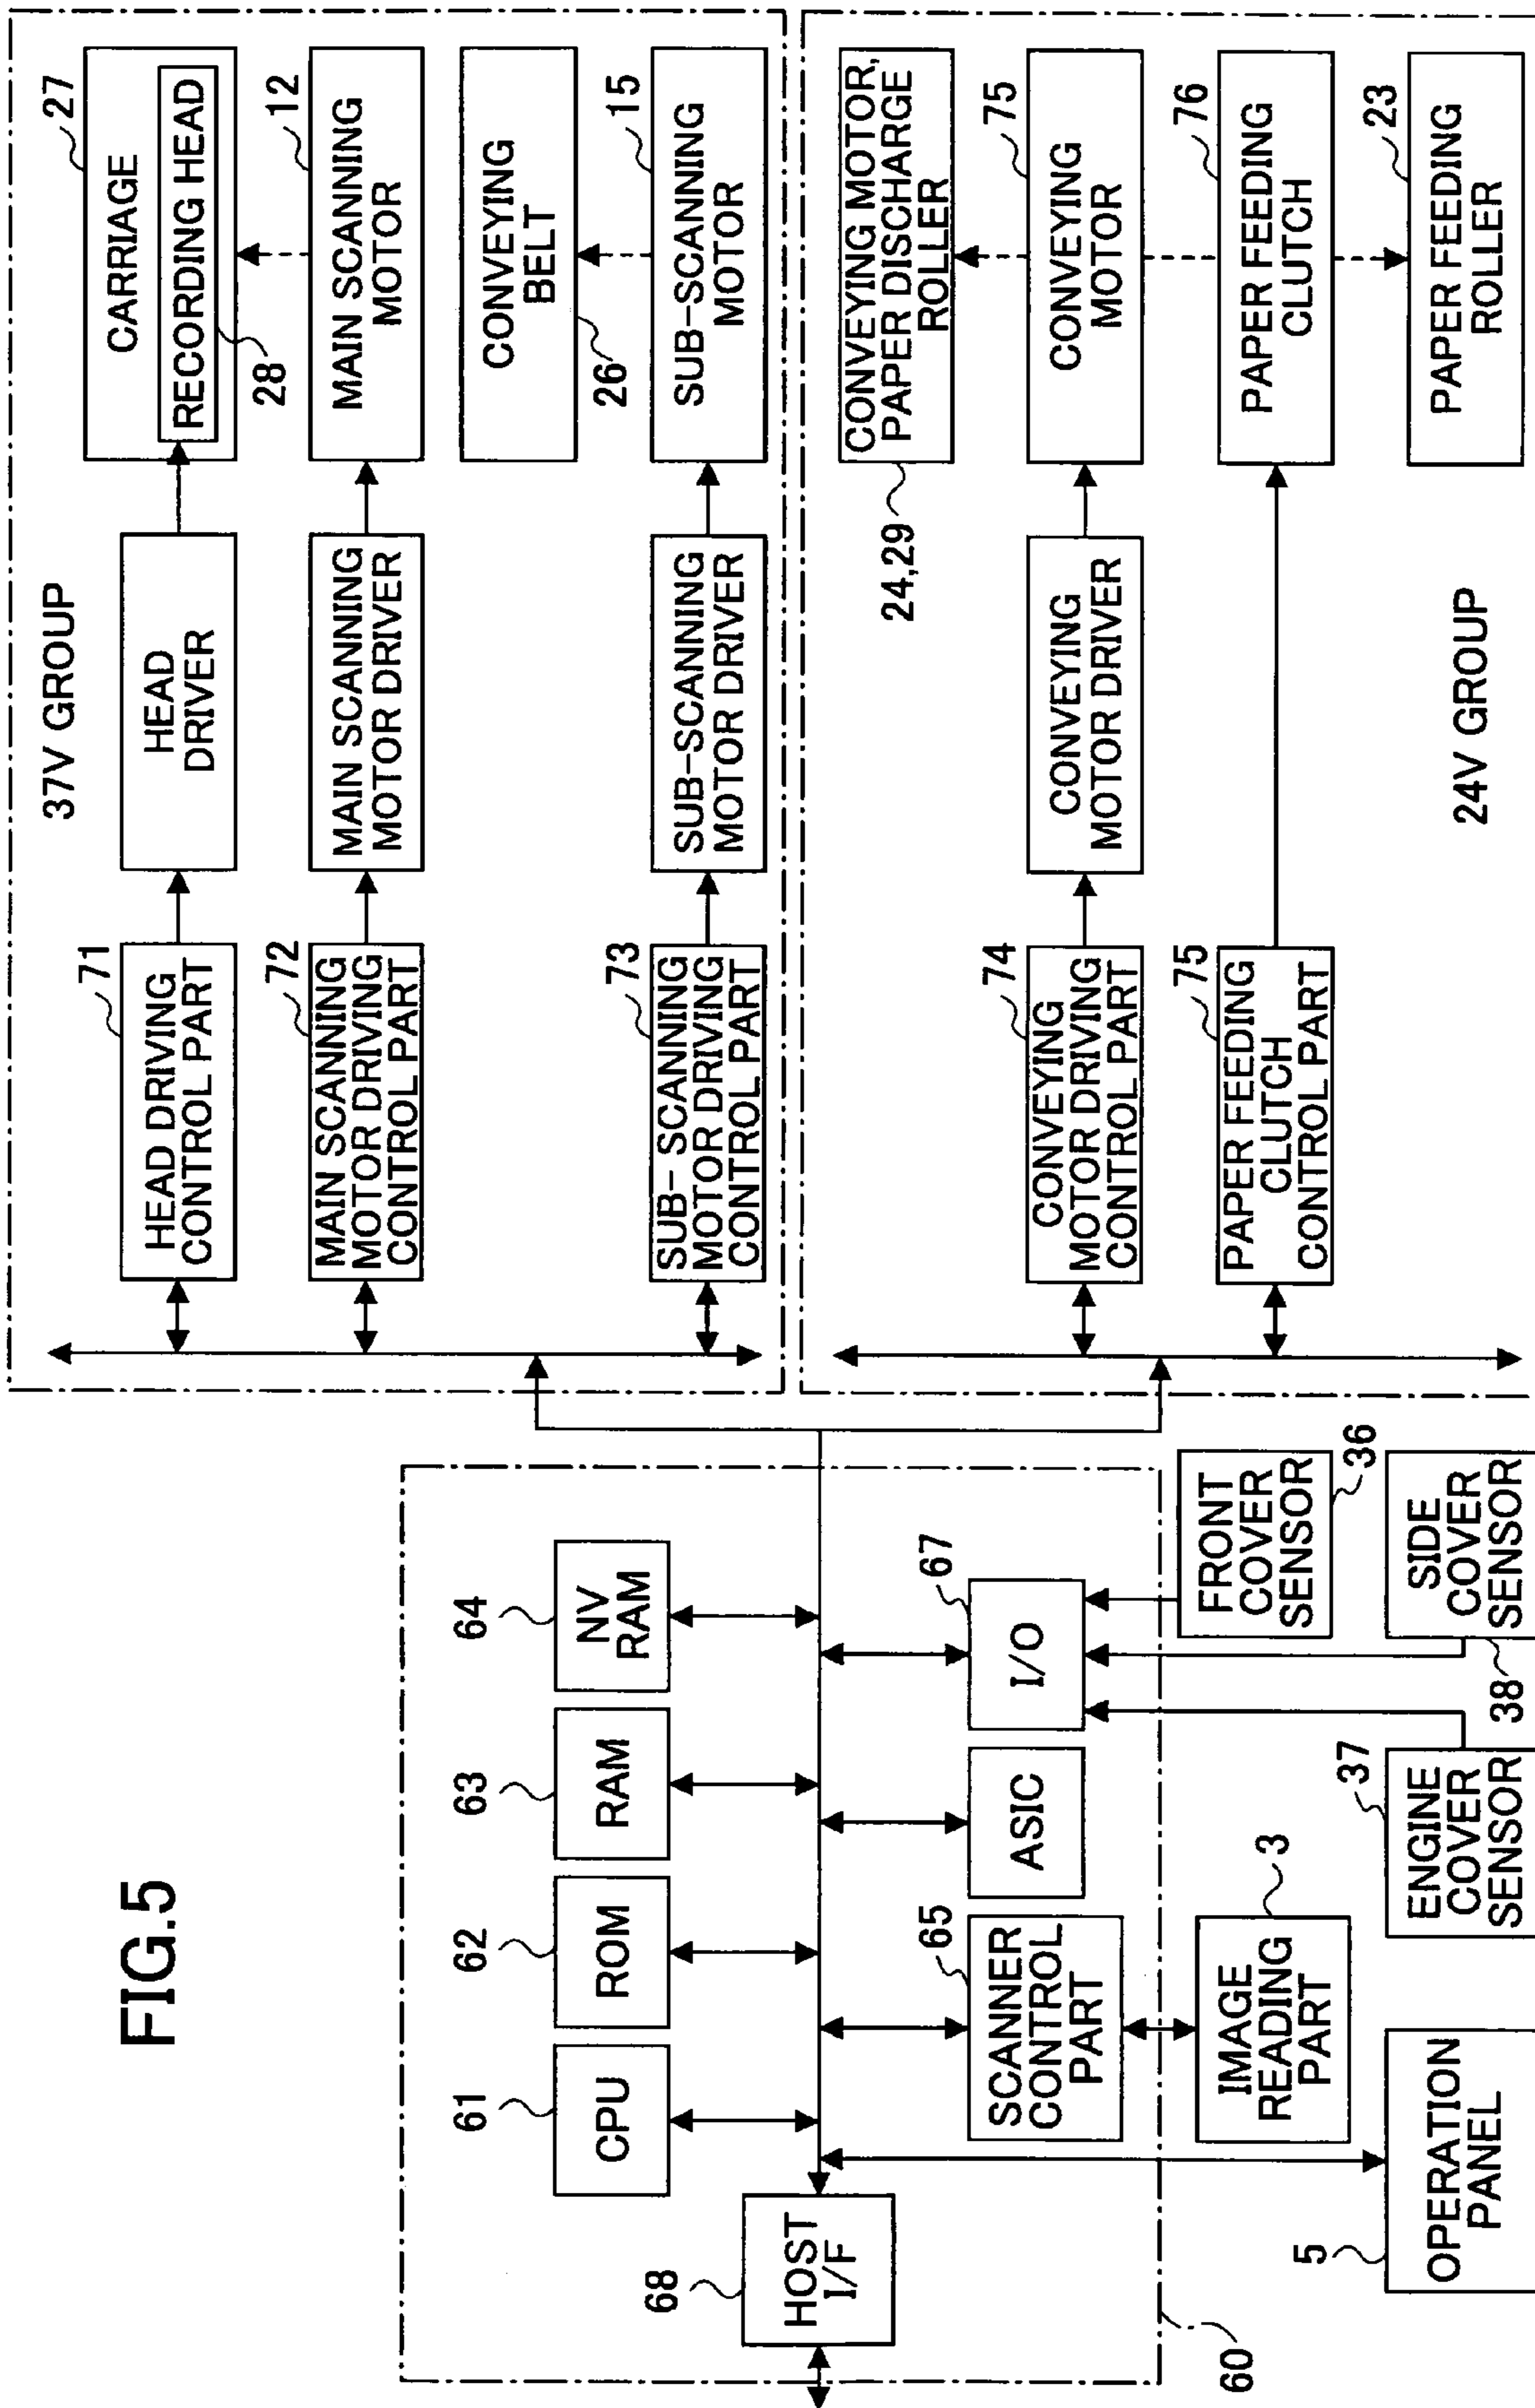 FIG.5
60
68
HOST
I/F
61
CPU
62
ROM
63
RAM
64
NV
RAM
65
SCANNER
CONTROL
PART
ASIC
67
I/O
5
OPERATION
PANEL
3
IMAGE
READING
PART
37
ENGINE
COVER
SENSOR
38
SIDE
COVER
SENSOR
36
FRONT
COVER
SENSOR
37V GROUP
71
HEAD DRIVING
CONTROL PART
HEAD
DRIVER
27
CARRIAGE
RECORDING HEAD
28
72
MAIN SCANNING
MOTOR DRIVING
CONTROL PART
MAIN SCANNING
MOTOR DRIVER
12
MAIN SCANNING
MOTOR
CONVEYING
BELT
26
73
SUB- SCANNING
MOTOR DRIVING
CONTROL PART
SUB-SCANNING
MOTOR DRIVER
15
SUB-SCANNING
MOTOR
CONVEYING MOTOR,
PAPER DISCHARGE
ROLLER
24,29
74
CONVEYING
MOTOR DRIVING
CONTROL PART
CONVEYING
MOTOR DRIVER
75
CONVEYING
MOTOR
75
PAPER FEEDING
CLUTCH
CONTROL PART
76
PAPER FEEDING
CLUTCH
23
PAPER FEEDING
ROLLER
24V GROUP